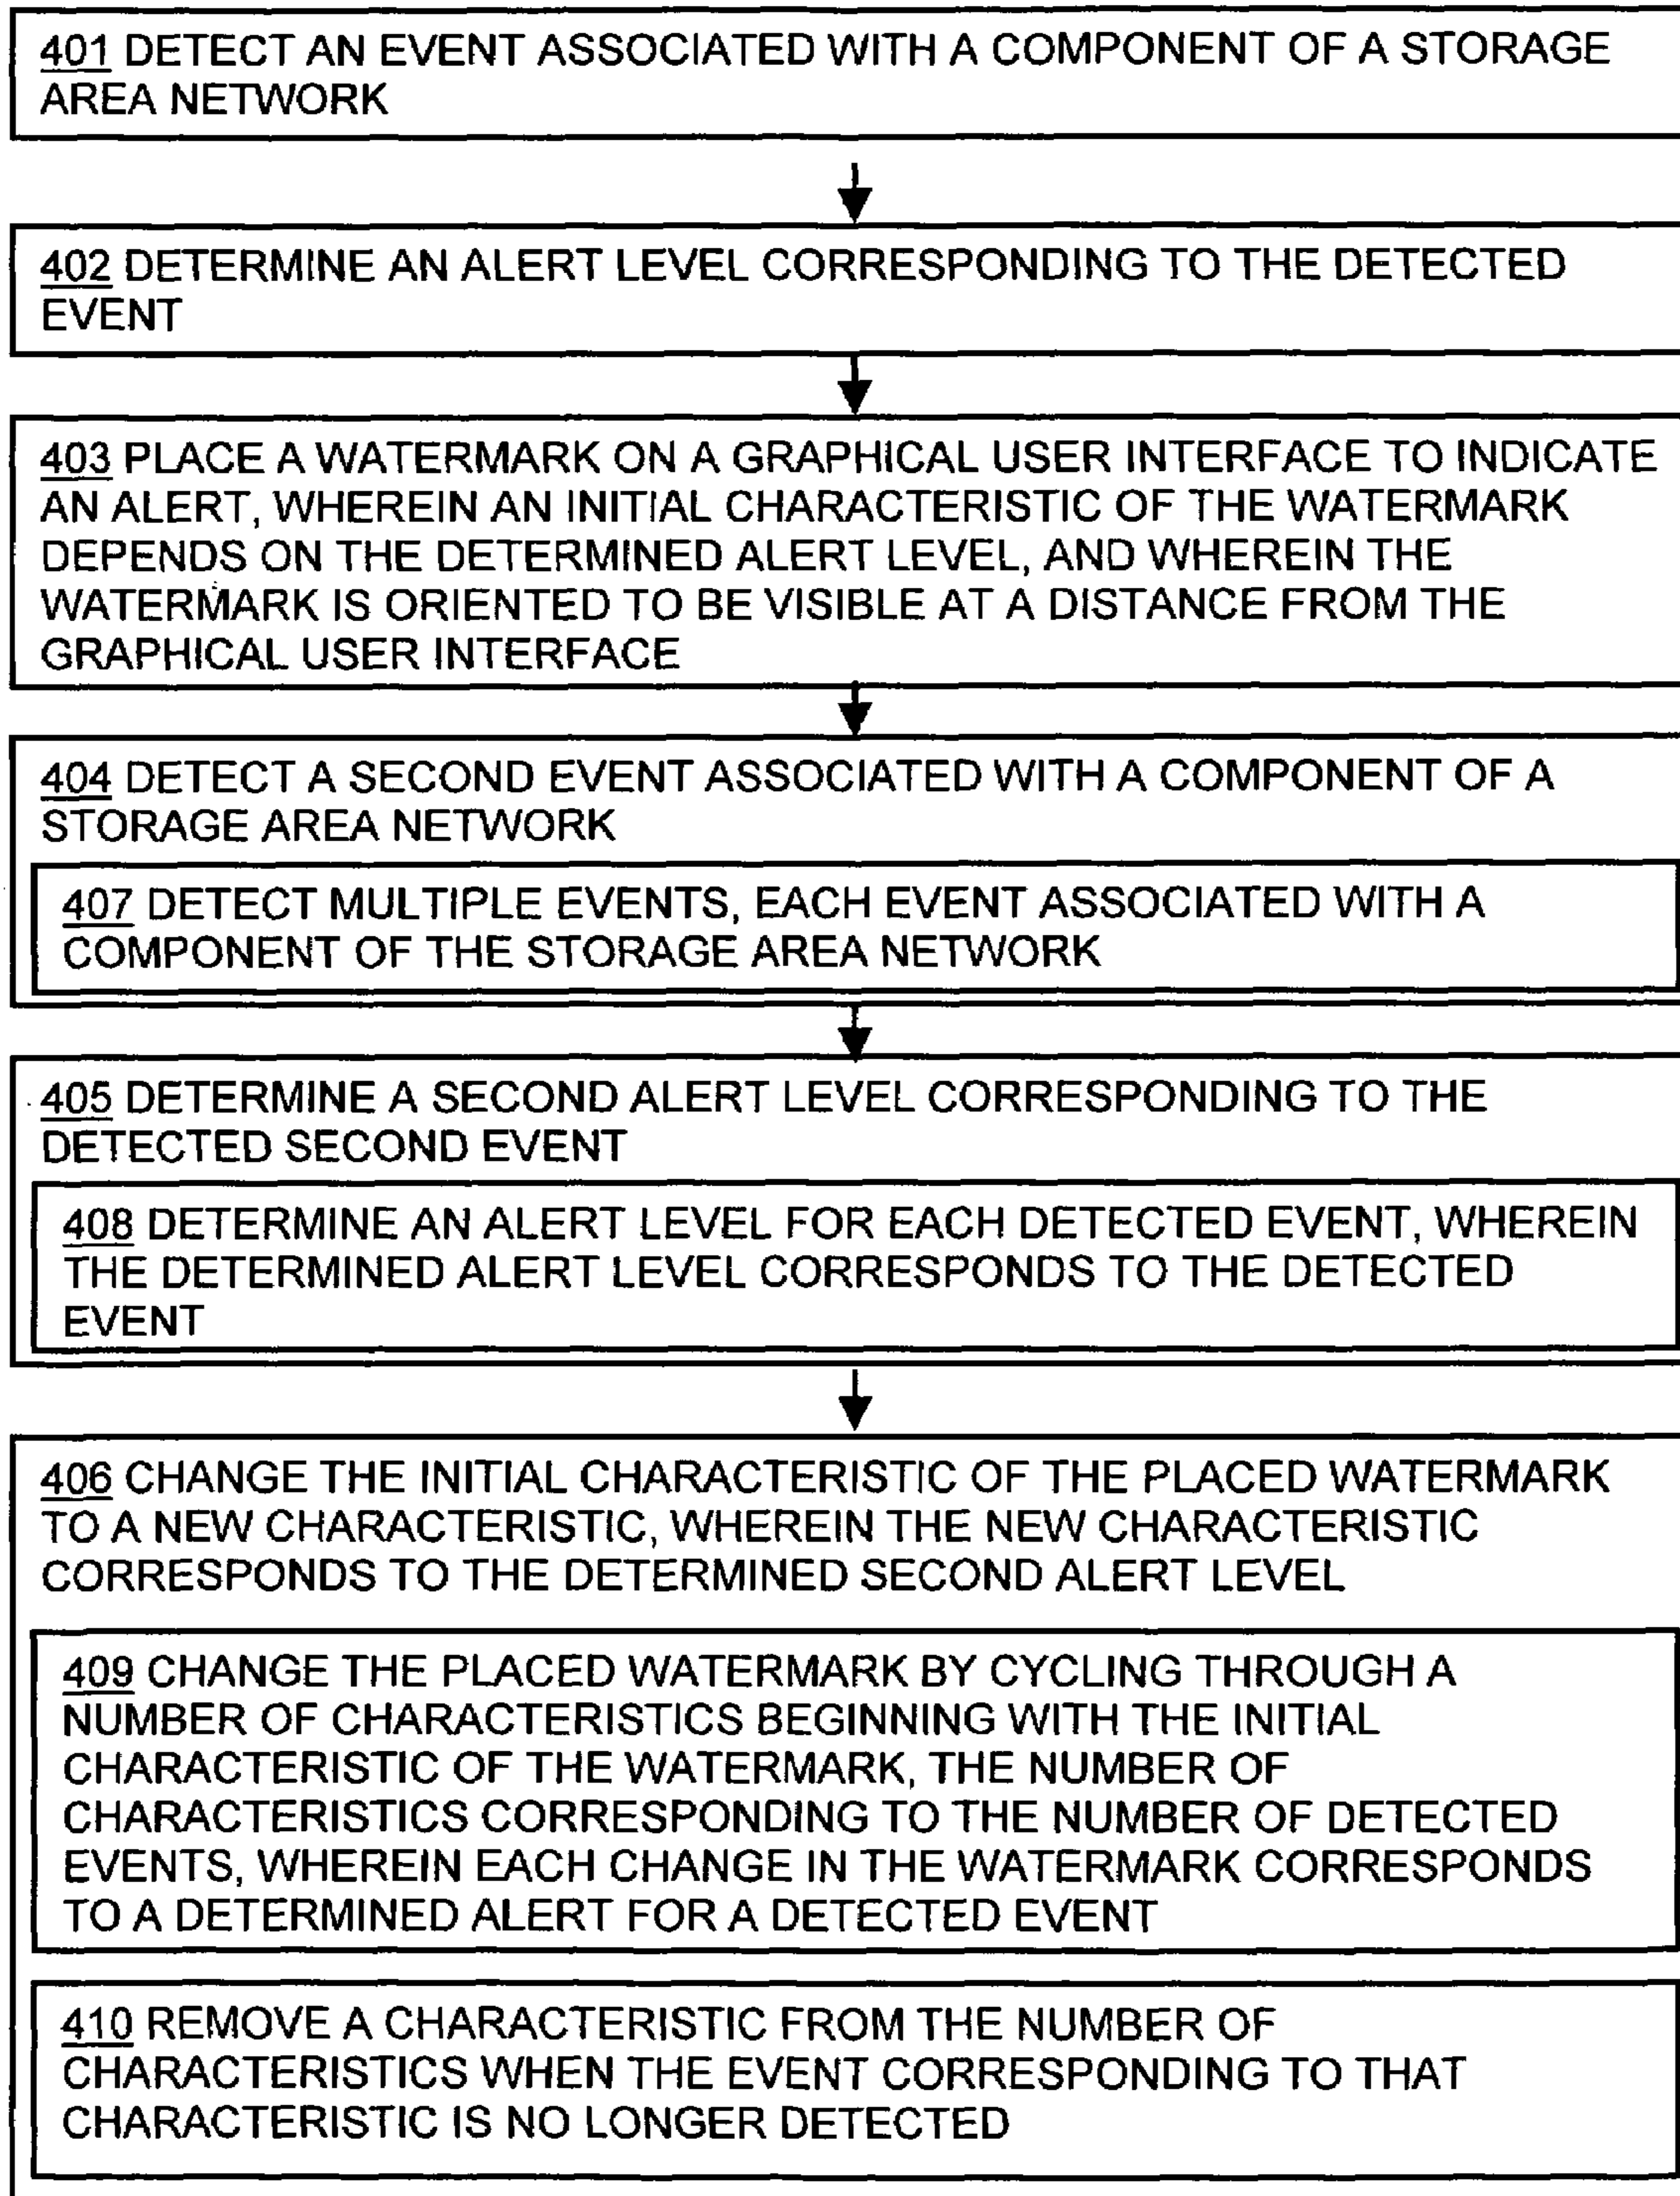 401 DETECT AN EVENT ASSOCIATED WITH A COMPONENT OF A STORAGE
AREA NETWORK
402 DETERMINE AN ALERT LEVEL CORRESPONDING TO THE DETECTED
EVENT
403 PLACE A WATERMARK ON A GRAPHICAL USER INTERFACE TO INDICATE
AN ALERT, WHEREIN AN INITIAL CHARACTERISTIC OF THE WATERMARK
DEPENDS ON THE DETERMINED ALERT LEVEL, AND WHEREIN THE
WATERMARK IS ORIENTED TO BE VISIBLE AT A DISTANCE FROM THE
GRAPHICAL USER INTERFACE
404 DETECT A SECOND EVENT ASSOCIATED WITH A COMPONENT OF A
STORAGE AREA NETWORK
407 DETECT MULTIPLE EVENTS, EACH EVENT ASSOCIATED WITH A
COMPONENT OF THE STORAGE AREA NETWORK
405 DETERMINE A SECOND ALERT LEVEL CORRESPONDING TO THE
DETECTED SECOND EVENT
408 DETERMINE AN ALERT LEVEL FOR EACH DETECTED EVENT, WHEREIN
THE DETERMINED ALERT LEVEL CORRESPONDS TO THE DETECTED
EVENT
406 CHANGE THE INITIAL CHARACTERISTIC OF THE PLACED WATERMARK
TO A NEW CHARACTERISTIC, WHEREIN THE NEW CHARACTERISTIC
CORRESPONDS TO THE DETERMINED SECOND ALERT LEVEL
409 CHANGE THE PLACED WATERMARK BY CYCLING THROUGH A
NUMBER OF CHARACTERISTICS BEGINNING WITH THE INITIAL
CHARACTERISTIC OF THE WATERMARK, THE NUMBER OF
CHARACTERISTICS CORRESPONDING TO THE NUMBER OF DETECTED
EVENTS, WHEREIN EACH CHANGE IN THE WATERMARK CORRESPONDS
TO A DETERMINED ALERT FOR A DETECTED EVENT
410 REMOVE A CHARACTERISTIC FROM THE NUMBER OF
CHARACTERISTICS WHEN THE EVENT CORRESPONDING TO THAT
CHARACTERISTIC IS NO LONGER DETECTED